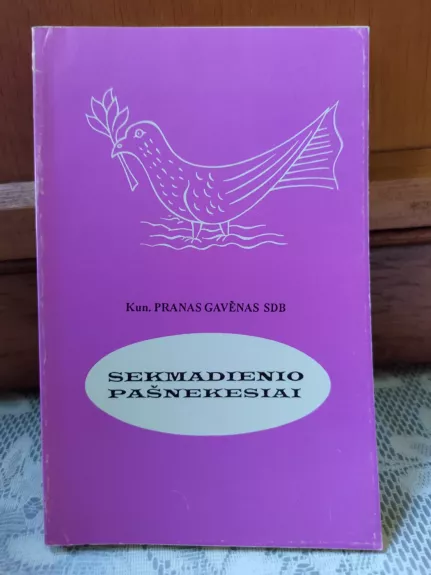 Kun. PRANAS GAVĖNAS SDB
SEKMADIENIO
PAŠNEKESIAI